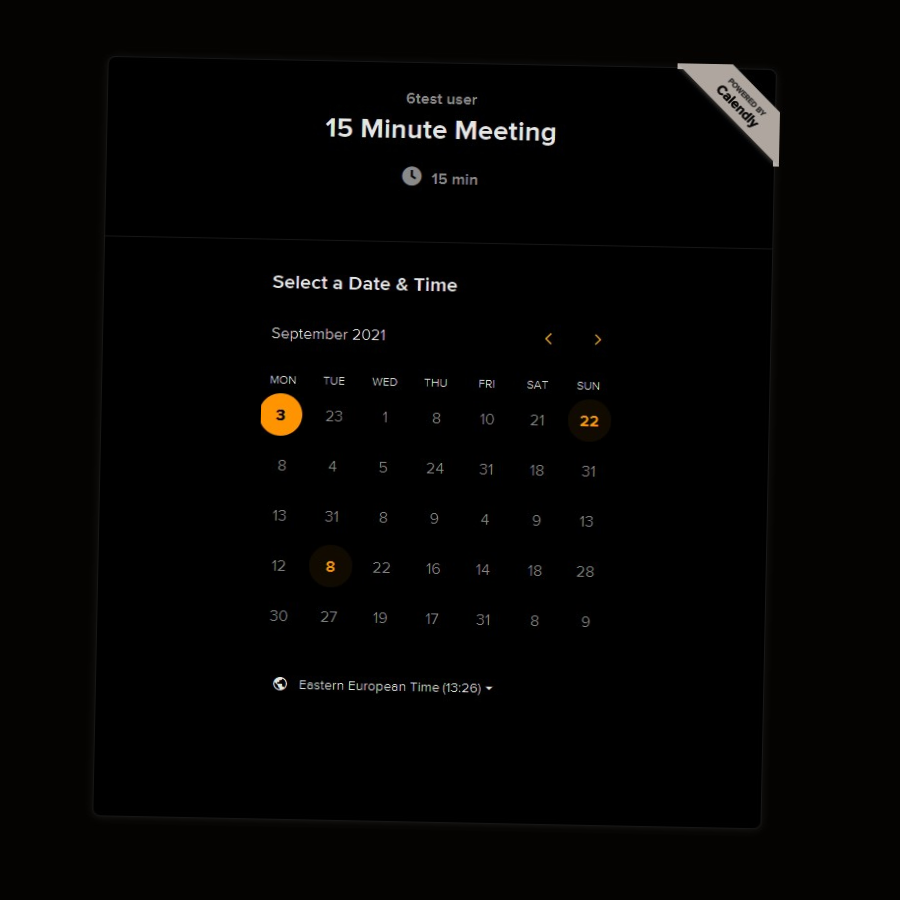 POWERED BY
Calendly
6test user
15 Minute Meeting
15 min
Select a Date & Time
September 2021
MON TUE WED THU FRI SAT SUN
3 23 1 8 10 21 22
8 4 5 24 31 18 31
13 31 8 9 4 9 13
12 8 22 16 14 18 28
30 27 19 17 31 8 9
Eastern European Time (13:26)